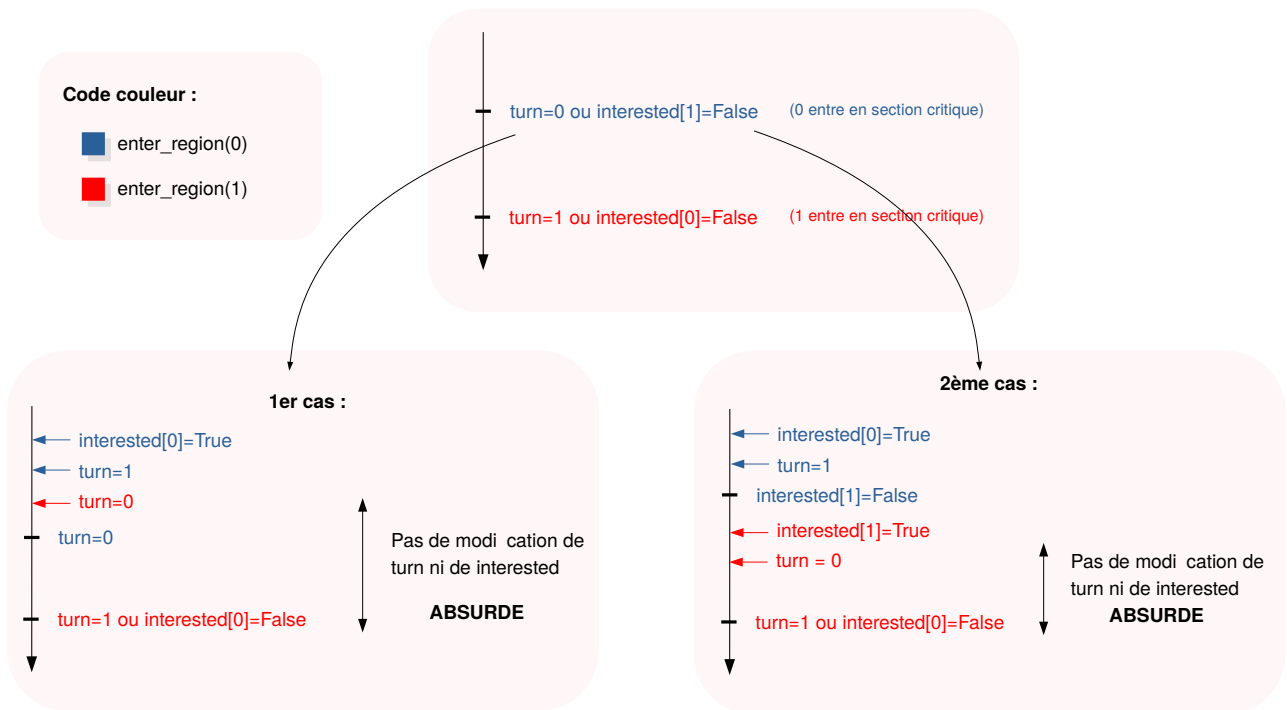 Code couleur :
enter_region(0)
enter_region(1)
turn=0 ou interested[1]=False (0 entre en section critique)
turn=1 ou interested[0]=False (1 entre en section critique)
1er cas :
interested[0]=True
turn=1
turn=0
turn=0
Pas de modi cation de
turn ni de interested
ABSURDE
turn=1 ou interested[0]=False
2ème cas :
interested[0]=True
turn=1
interested[1]=False
interested[1]=True
turn = 0
Pas de modi cation de
turn ni de interested
ABSURDE
turn=1 ou interested[0]=False